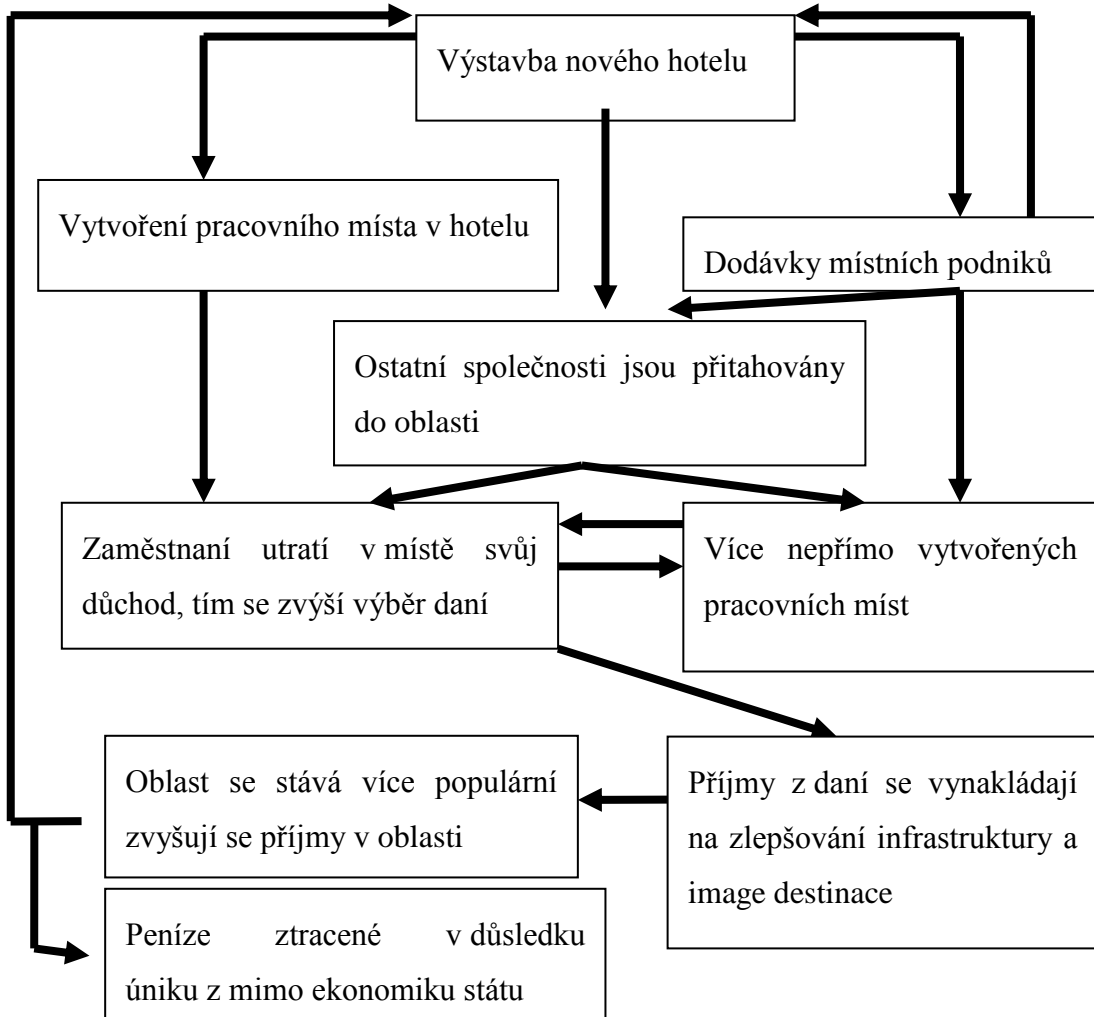 Výstavba nového hotelu
Vytvoření pracovního místa v hotelu
Dodávky místních podniků
Ostatní společnosti jsou přitahovány
do oblasti
Zaměstnaní utratí v místě svůj
důchod, tím se zvýší výběr daní
Více nepřímo vytvořených
pracovních míst
Oblast se stává více populární
zvyšují se příjmy v oblasti
Příjmy z daní se vynakládají
na zlepšování infrastruktury a
image destinace
Peníze ztracené v důsledku
úniku z mimo ekonomiku státu